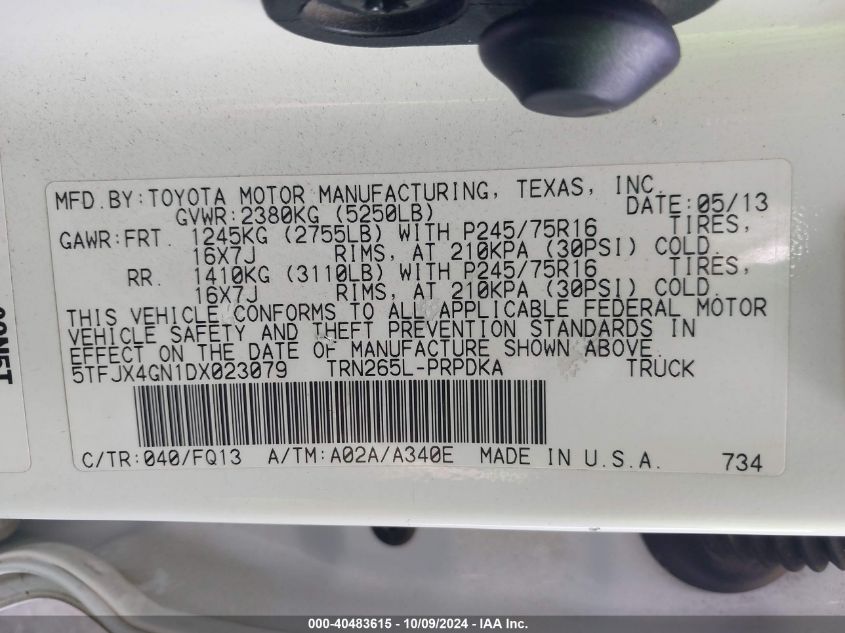 MFD.BY:TOYOTA MOTOR MANUFACTURING, TEXAS, INC.
GVWR:2380KG (5250LB) DATE:05/13
GAWR:FRT. 1245KG (2755LB) WITH P245/75R16 TIRES,
16X7J RIMS, AT 210KPA (30PSI) COLD.
RR. 1410KG (3110LB) WITH P245/75R16 TIRES,
16X7J RIMS, AT 210KPA (30PSI) COLD.
THIS VEHICLE CONFORMS TO ALL APPLICABLE FEDERAL MOTOR
VEHICLE SAFETY AND THEFT PREVENTION STANDARDS IN
EFFECT ON THE DATE OF MANUFACTURE SHOWN ABOVE.
5TFJX4GN1DX023079 TRN265L-PRPDKA TRUCK
C/TR:040/FQ13 A/TM:A02A/A340E MADE IN U.S.A. 734
000-40483615 - 10/09/2024 - IAA Inc.